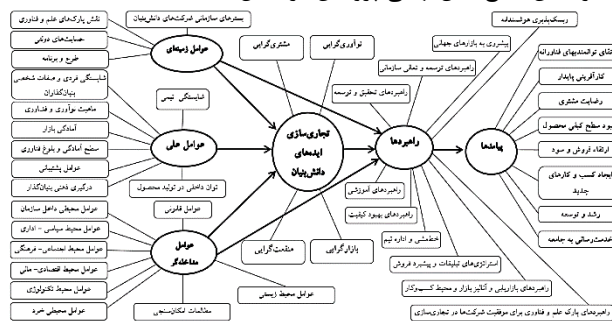 بسترهای سازمانی شرکت‌های دانش‌بنیان
نقش پارک‌های علم و فناوری
حمایت‌های دولتی
طرح و برنامه
عوامل زمینه‌ای
شایستگی فردی و صفات شخصی
بنیان‌گذاران
ماهیت نوآوری و فناوری
آمادگی بازار
سطح آمادگی و بلوغ فناوری
عوامل پشتیبانی
درگیری ذهنی بنیان‌گذار
شایستگی تیمی
عوامل علی
توان داخلی در تولید محصول
عوامل قانونی
عوامل محیطی داخل سازمان
عوامل محیط سیاسی - اداری
عوامل محیط اجتماعی- فرهنگی
عوامل محیط اقتصادی- مالی
عوامل محیط تکنولوژی
عوامل محیطی خرد
عوامل
مداخله‌گر
عوامل محیط زیستی
مطالعات امکان‌سنجی
مشتری‌گرایی
نوآوری‌گرایی
تجاری‌سازی
ایده‌های
دانش‌بنیان
منفعت‌گرایی
بازارگرایی
ریسک‌پذیری هوشمندانه
پیشروی به بازارهای جهانی
راهبردهای توسعه و تعالی سازمانی
راهبردهای تحقیق و توسعه
راهبردها
راهبردهای آموزشی
راهبردهای بهبود کیفیت
خط‌مشی و اداره تیم
استراتژی‌های تبلیغات و پیشبرد فروش
راهبردهای بازاریابی و آنالیز بازار و محیط کسب‌وکار
راهبردهای پارک علم و فناوری برای موفقیت شرکت‌ها در تجاری‌سازی
پیامدها
توانمندیهای فناورانه
کارآفرینی پایدار
رضایت مشتری
سطح کیفی محصول
ارتقاء فروش و سود
ایجاد کسب و کارهای
جدید
رشد و توسعه
خدمت‌رسانی به جامعه